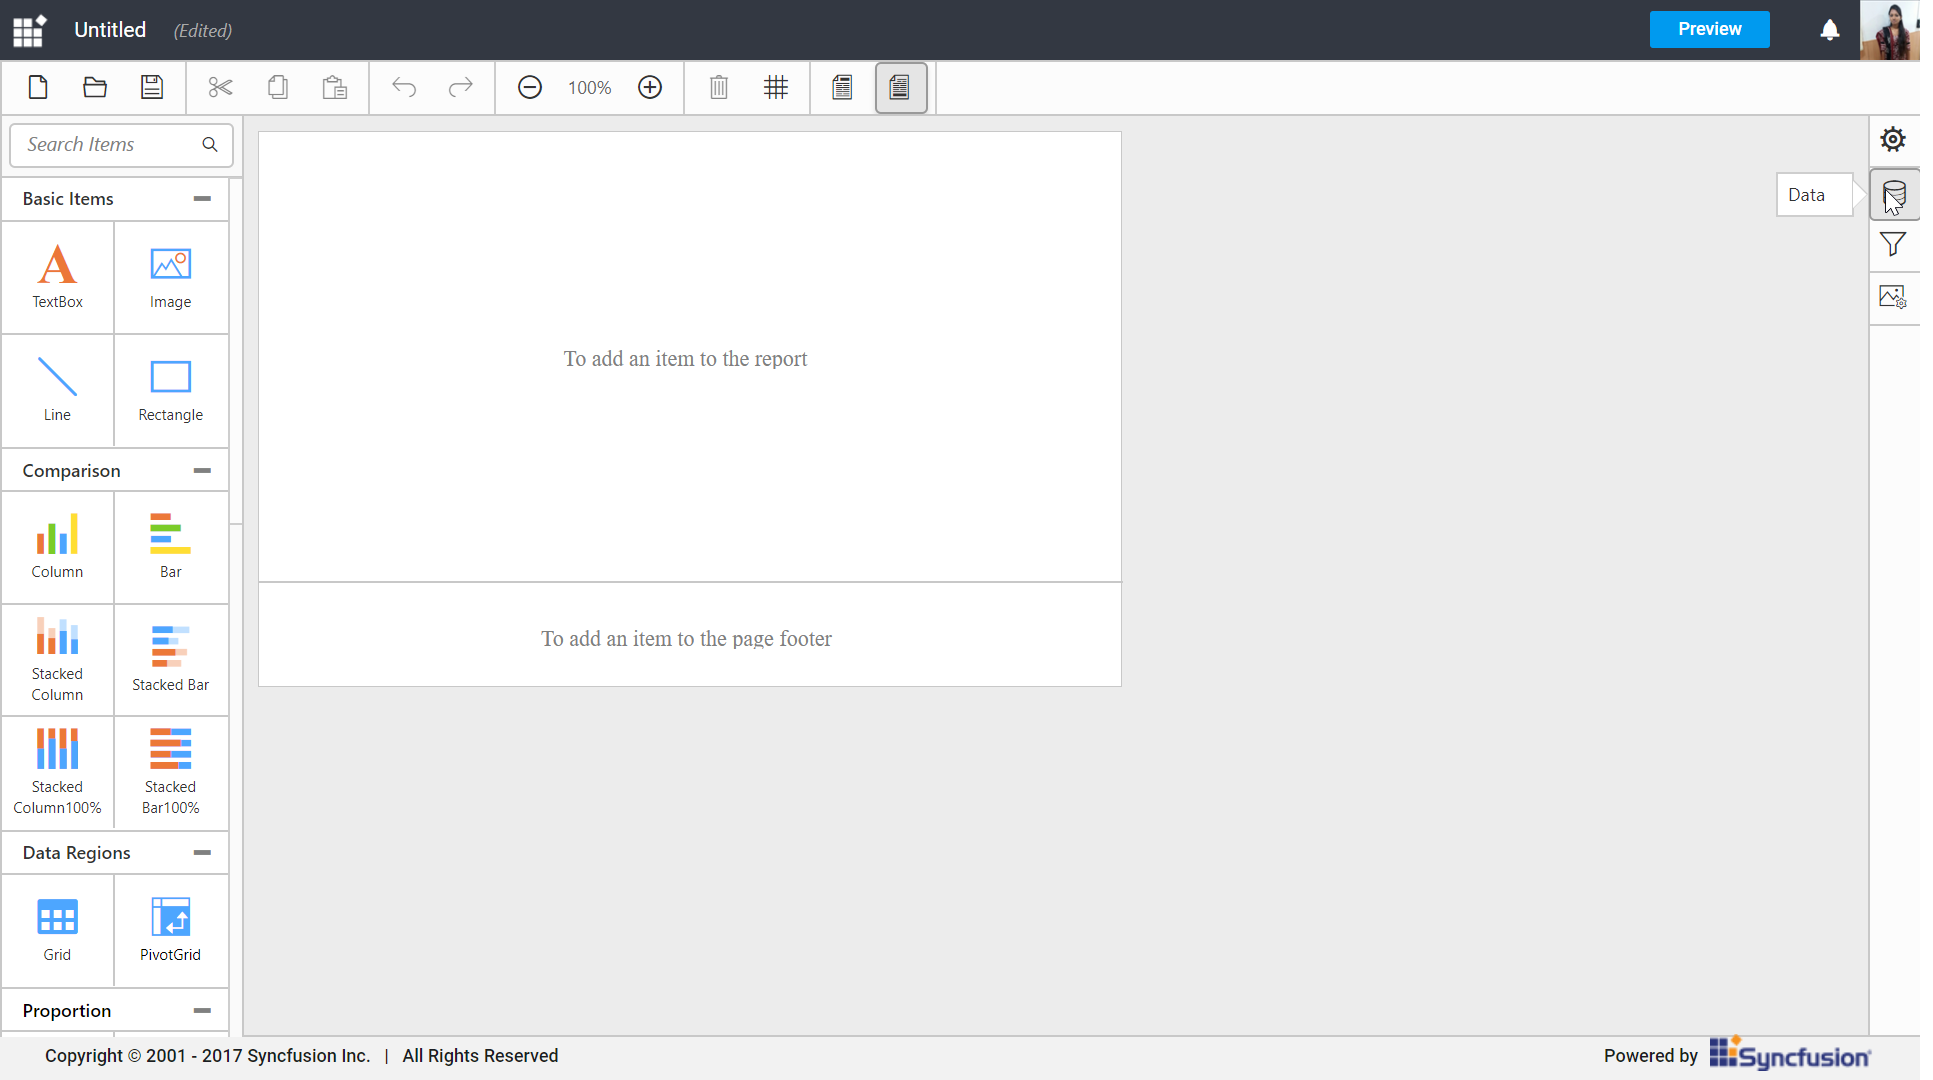 Untitled (Edited)
Preview
100%
Search Items
Data
Basic Items
TextBox
Image
Line
Rectangle
To add an item to the report
Comparison
Column
Bar
Stacked
Column
Stacked Bar
Stacked
Column100%
Stacked
Bar100%
To add an item to the page footer
Data Regions
Grid
PivotGrid
Proportion
Copyright © 2001 - 2017 Syncfusion Inc. | All Rights Reserved
Powered by Syncfusion